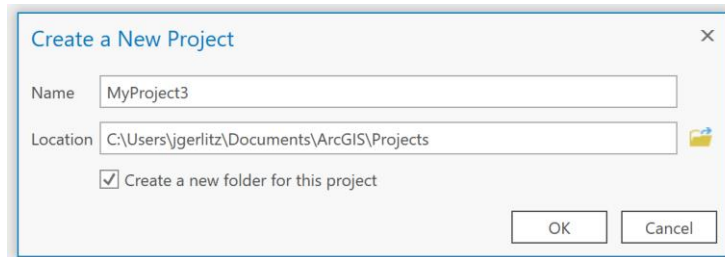 Create a New Project
Name MyProject3
Location C:\Users\jgerlitz\Documents\ArcGIS\Projects
Create a new folder for this project
OK Cancel